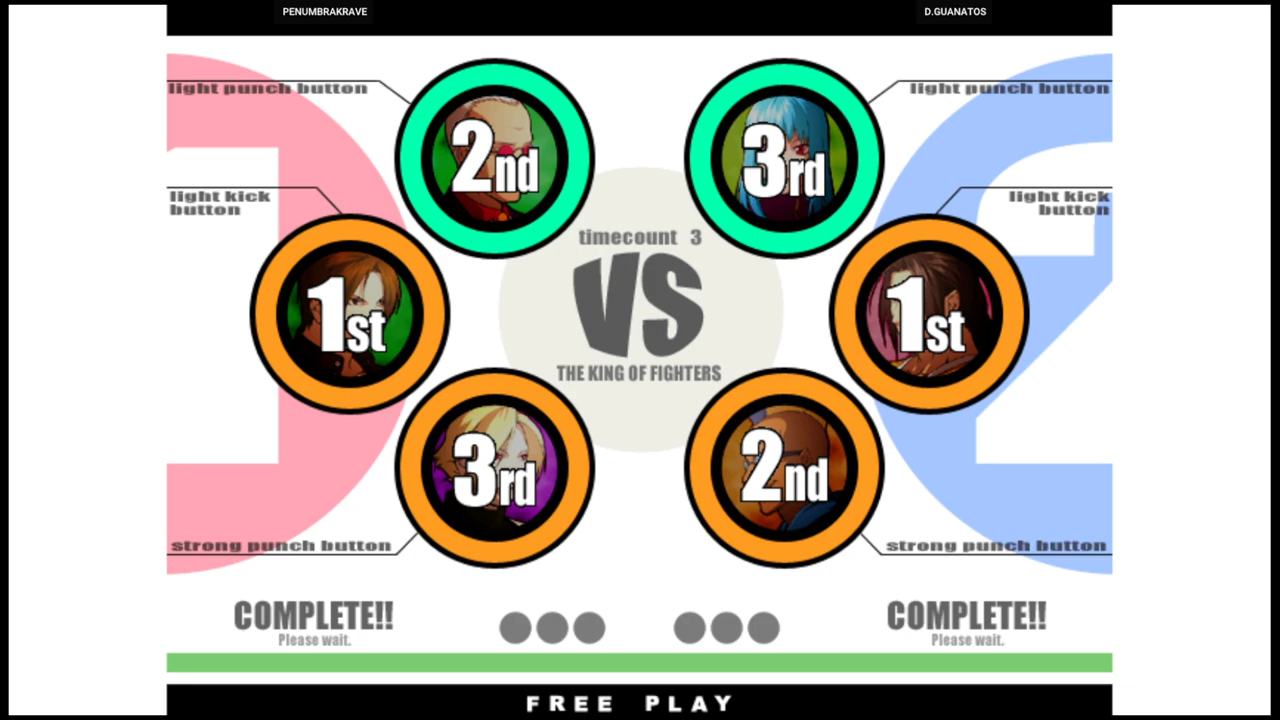 PENUMBRAKRAVE
D.GUANATOS
light punch button
light punch button
2nd
3rd
light kick
button
light kick
button
timecount 3
1st
VS
1st
THE KING OF FIGHTERS
3rd
2nd
strong punch button
strong punch button
COMPLETE!!
Please wait.
COMPLETE!!
Please wait.
FREE PLAY
1
2